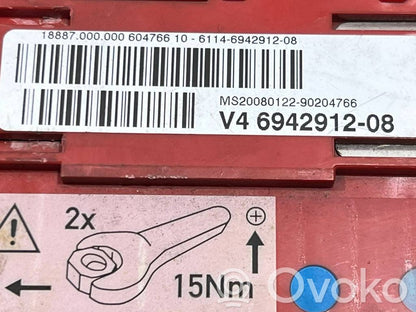 18887.000.000 604766 10 - 6114-6942912-08
MS20080122-90204766
V4 6942912-08
2x
15Nm
Ovoko